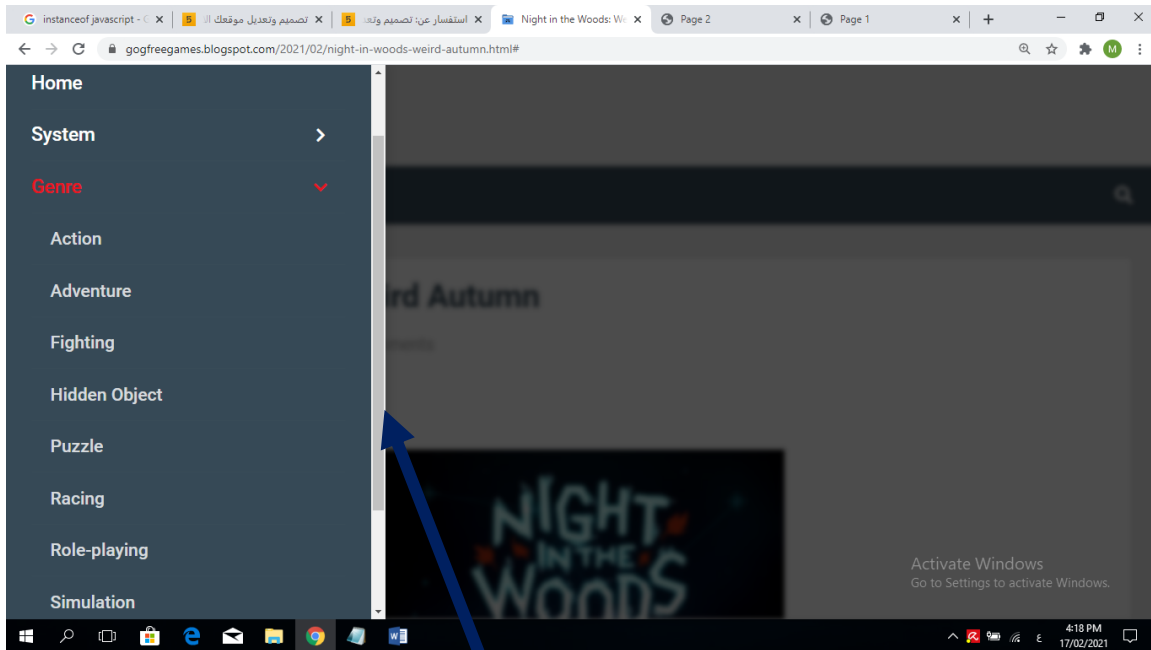 instanceof javascript - G
تصميم وتعديل موقعك الا
استفسار عن: تصميم وتعد
Night in the Woods: We
Page 2
Page 1
gogfreegames.blogspot.com/2021/02/night-in-woods-weird-autumn.html#
M
Home
System
Genre
Action
Adventure
Fighting
Hidden Object
Puzzle
Racing
Role-playing
Simulation
ird Autumn
NIGHT
IN THE
WOODS
Activate Windows
Go to Settings to activate Windows.
ع
4:18 PM
17/02/2021